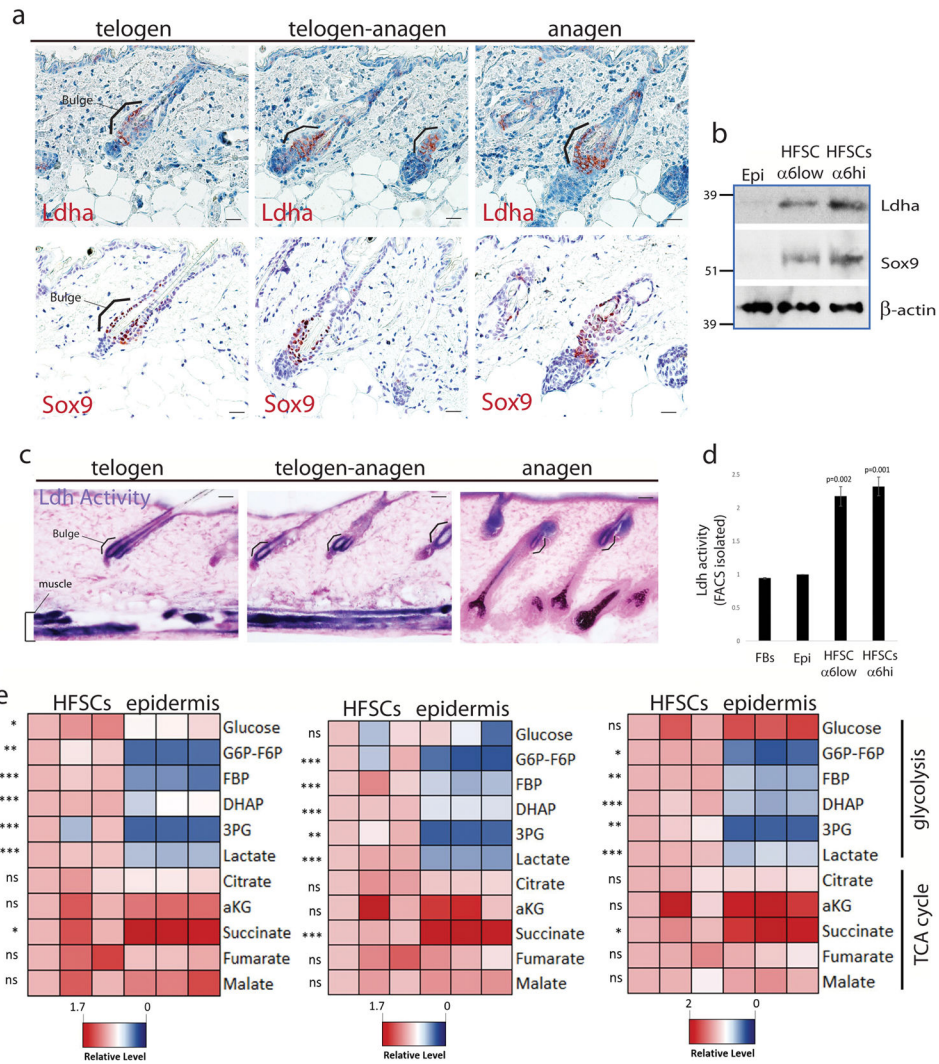 a
telogen
telogen-anagen
anagen
Bulge
Ldha
Ldha
Ldha
Bulge
Sox9
Sox9
Sox9
b
Epi
HFSC
α6low
HFSCs
α6hi
39
Ldha
Sox9
51
β-actin
39
c
telogen
telogen-anagen
anagen
Ldh Activity
Bulge
muscle
d
Ldh activity
(FACS isolated)
2.5
2
1.5
1
0.5
0
p=0.002
p=0.001
FBs
Epi
HFSC
α6low
HFSCs
α6hi
e
HFSCs epidermis
* Glucose
** G6P-F6P
*** FBP
*** DHAP
*** 3PG
*** Lactate
ns Citrate
ns aKG
* Succinate
ns Fumarate
ns Malate
1.7 0
Relative Level
HFSCs epidermis
ns Glucose
*** G6P-F6P
*** FBP
*** DHAP
** 3PG
*** Lactate
ns Citrate
ns aKG
*** Succinate
ns Fumarate
ns Malate
1.7 0
Relative Level
HFSCs epidermis
ns Glucose
* G6P-F6P
** FBP
*** DHAP
** 3PG
*** Lactate
ns Citrate
ns aKG
* Succinate
ns Fumarate
ns Malate
2 0
Relative Level
glycolysis
TCA cycle